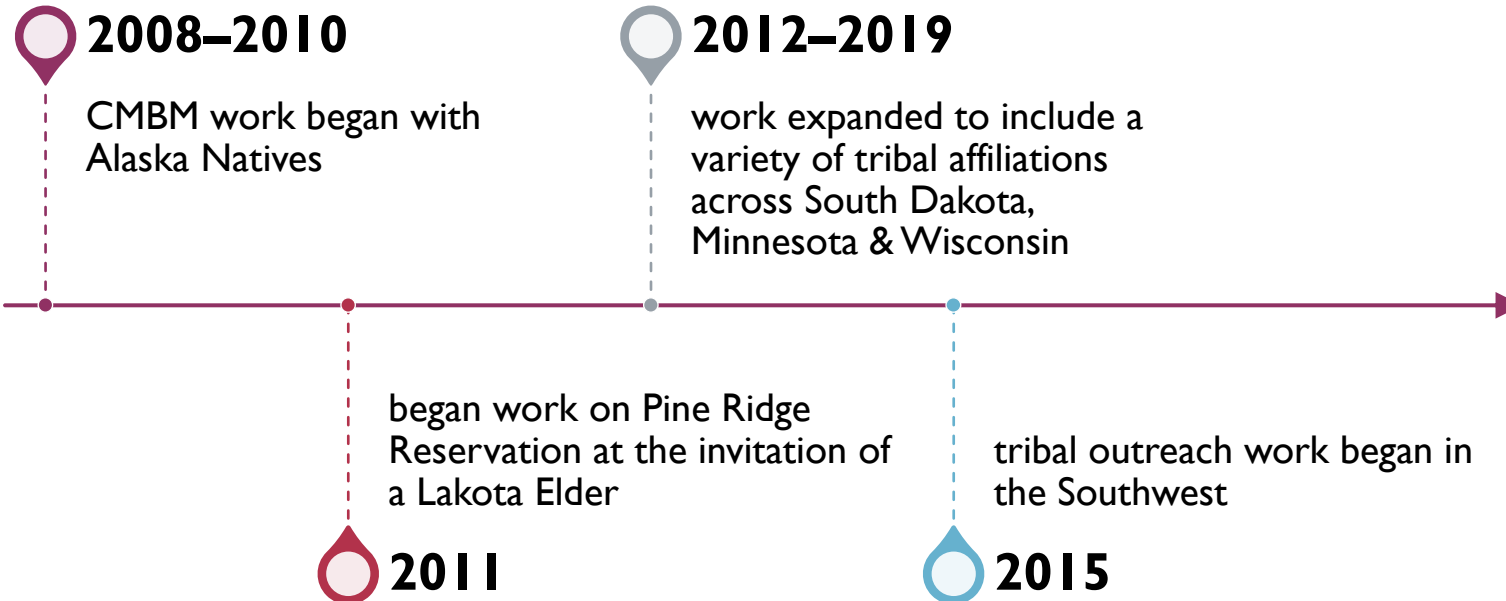 2008–2010
CMBM work began with
Alaska Natives
2012–2019
work expanded to include a
variety of tribal affiliations
across South Dakota,
Minnesota & Wisconsin
began work on Pine Ridge
Reservation at the invitation of
a Lakota Elder
2011
tribal outreach work began in
the Southwest
2015